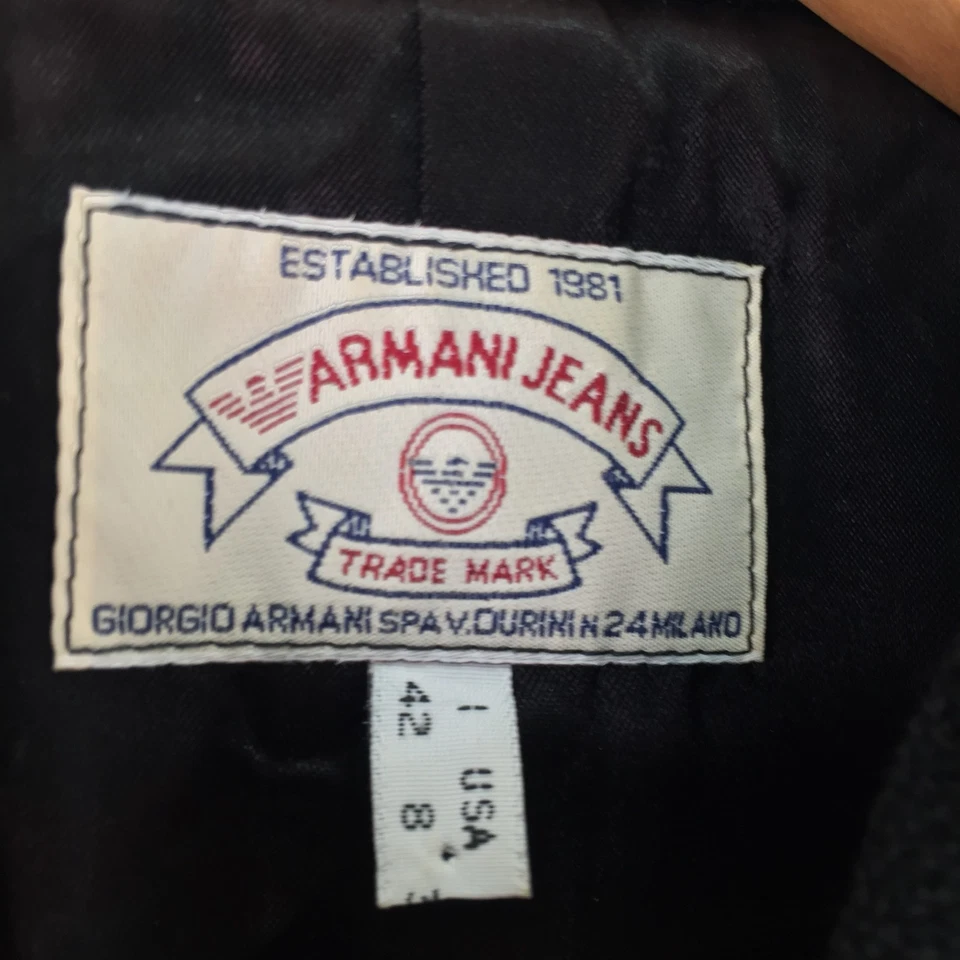 ESTABLISHED 1981
ARMANI JEANS
TRADE MARK
GIORGIO ARMANI SPA V.DURINI N 24 MILANO
I USA
42 8